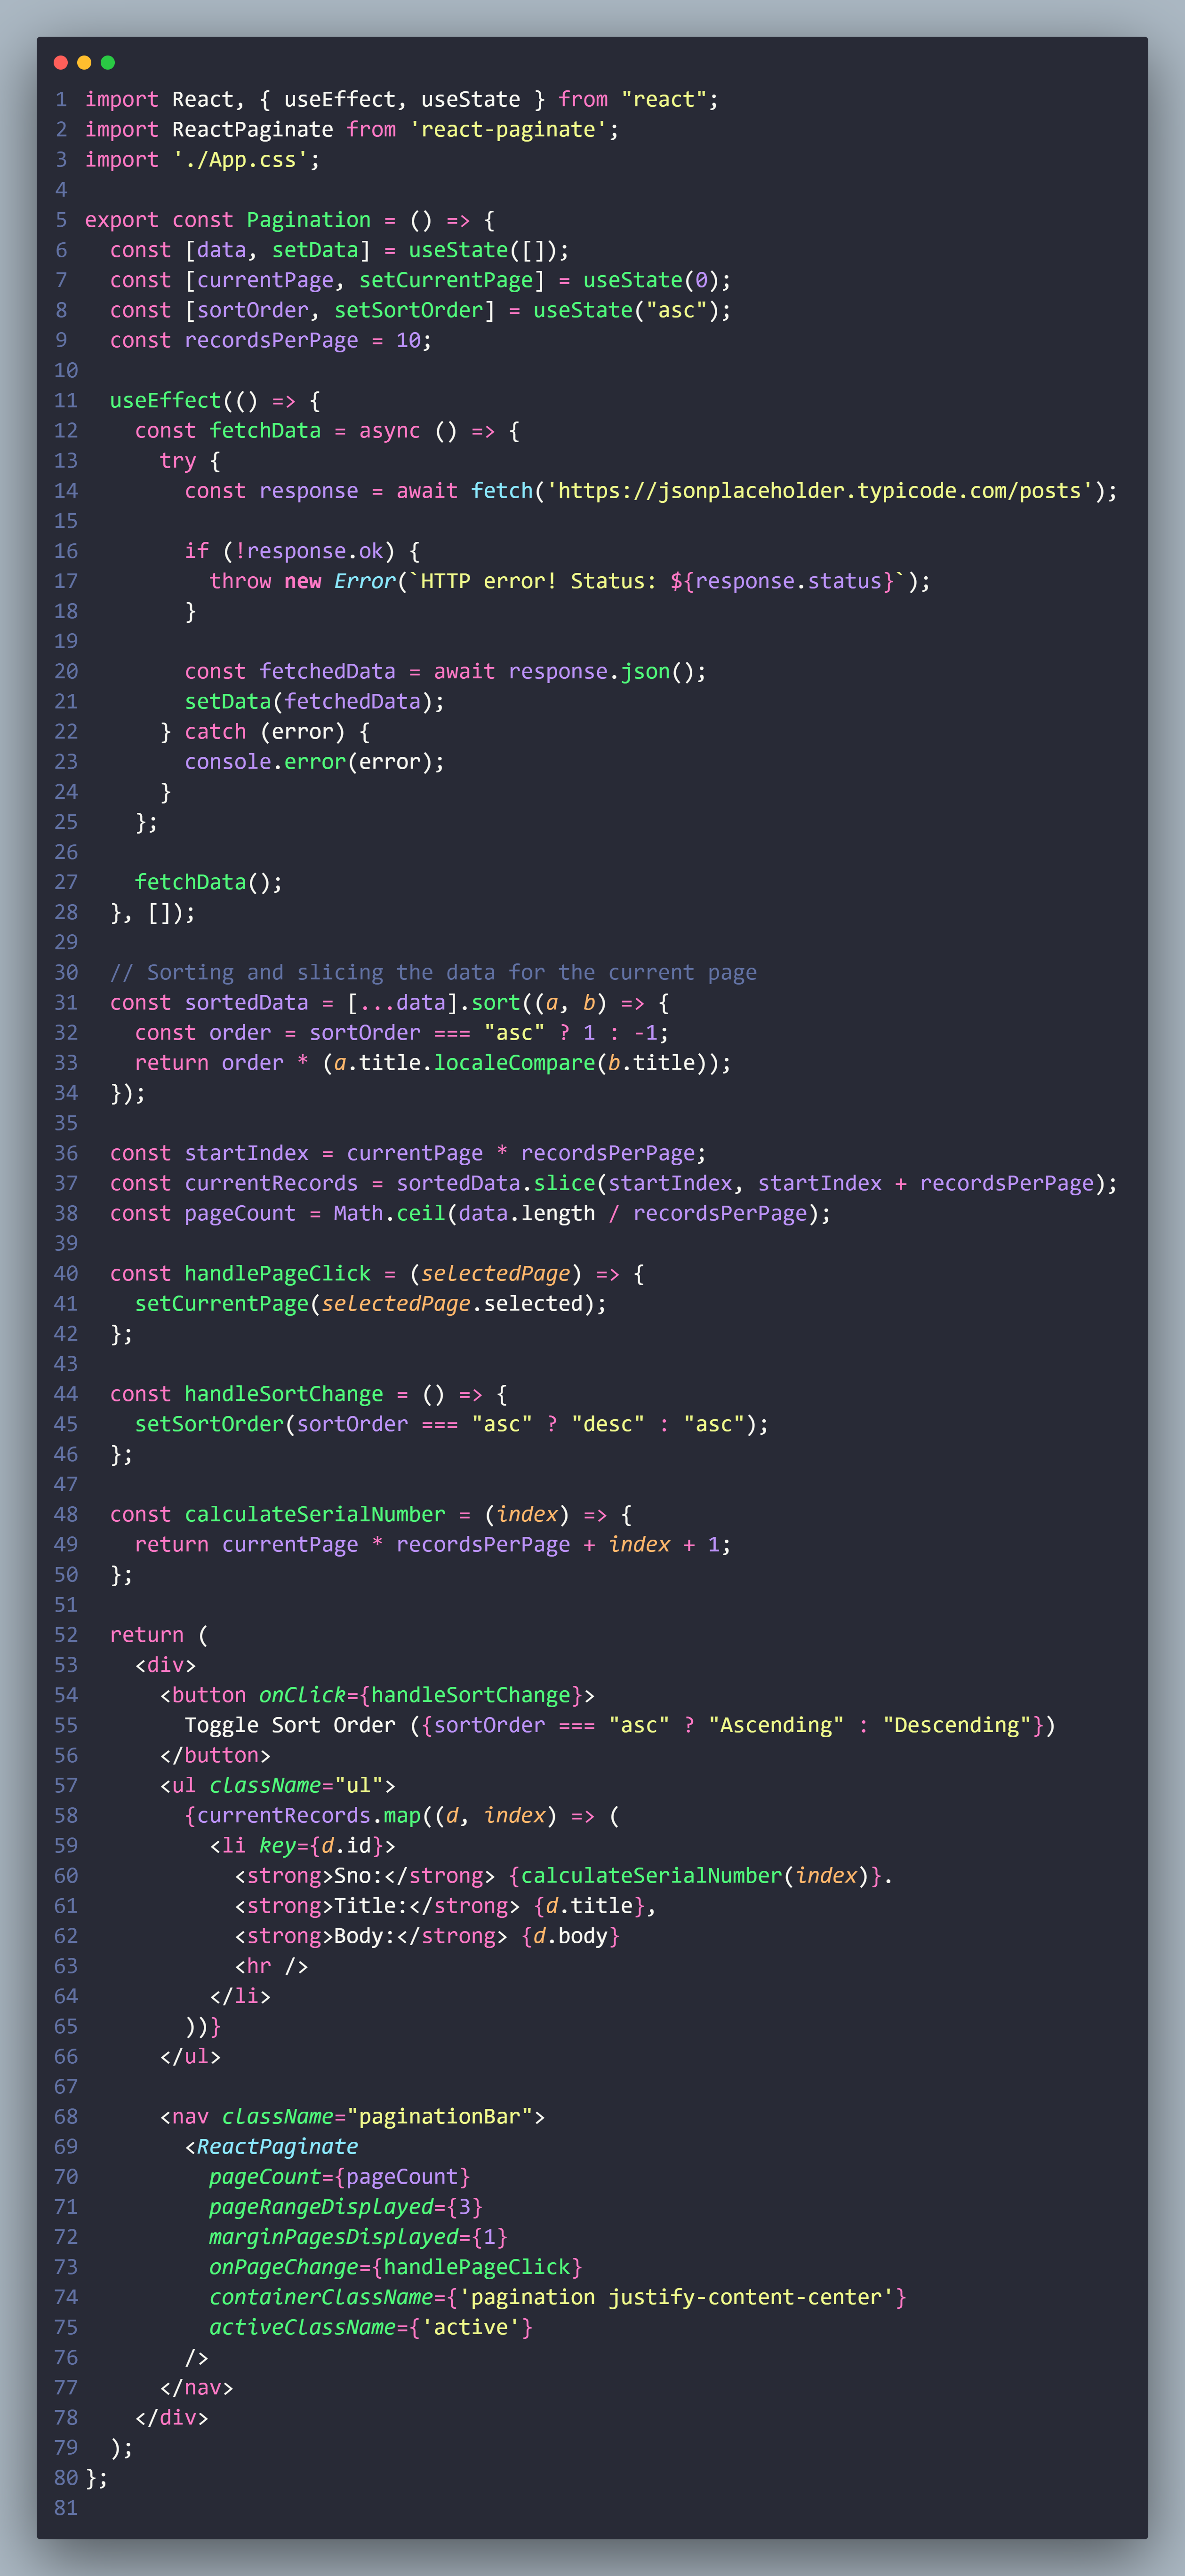 1 import React, { useEffect, useState } from "react";
2 import ReactPaginate from 'react-paginate';
3 import './App.css';
4
5 export const Pagination = () => {
6   const [data, setData] = useState([]);
7   const [currentPage, setCurrentPage] = useState(0);
8   const [sortOrder, setSortOrder] = useState("asc");
9   const recordsPerPage = 10;
10
11   useEffect(() => {
12     const fetchData = async () => {
13       try {
14         const response = await fetch('https://jsonplaceholder.typicode.com/posts');
15
16         if (!response.ok) {
17           throw new Error(`HTTP error! Status: ${response.status}`);
18         }
19
20         const fetchedData = await response.json();
21         setData(fetchedData);
22       } catch (error) {
23         console.error(error);
24       }
25     };
26
27     fetchData();
28   }, []);
29
30   // Sorting and slicing the data for the current page
31   const sortedData = [...data].sort((a, b) => {
32     const order = sortOrder === "asc" ? 1 : -1;
33     return order * (a.title.localeCompare(b.title));
34   });
35
36   const startIndex = currentPage * recordsPerPage;
37   const currentRecords = sortedData.slice(startIndex, startIndex + recordsPerPage);
38   const pageCount = Math.ceil(data.length / recordsPerPage);
39
40   const handlePageClick = (selectedPage) => {
41     setCurrentPage(selectedPage.selected);
42   };
43
44   const handleSortChange = () => {
45     setSortOrder(sortOrder === "asc" ? "desc" : "asc");
46   };
47
48   const calculateSerialNumber = (index) => {
49     return currentPage * recordsPerPage + index + 1;
50   };
51
52   return (
53     <div>
54       <button onClick={handleSortChange}>
55         Toggle Sort Order ({sortOrder === "asc" ? "Ascending" : "Descending"})
56       </button>
57       <ul className="ul">
58         {currentRecords.map((d, index) => (
59           <li key={d.id}>
60             <strong>Sno:</strong> {calculateSerialNumber(index)}.
61             <strong>Title:</strong> {d.title},
62             <strong>Body:</strong> {d.body}
63             <hr />
64           </li>
65         ))}
66       </ul>
67
68       <nav className="paginationBar">
69         <ReactPaginate
70           pageCount={pageCount}
71           pageRangeDisplayed={3}
72           marginPagesDisplayed={1}
73           onPageChange={handlePageClick}
74           containerClassName={'pagination justify-content-center'}
75           activeClassName={'active'}
76         />
77       </nav>
78     </div>
79   );
80 };
81